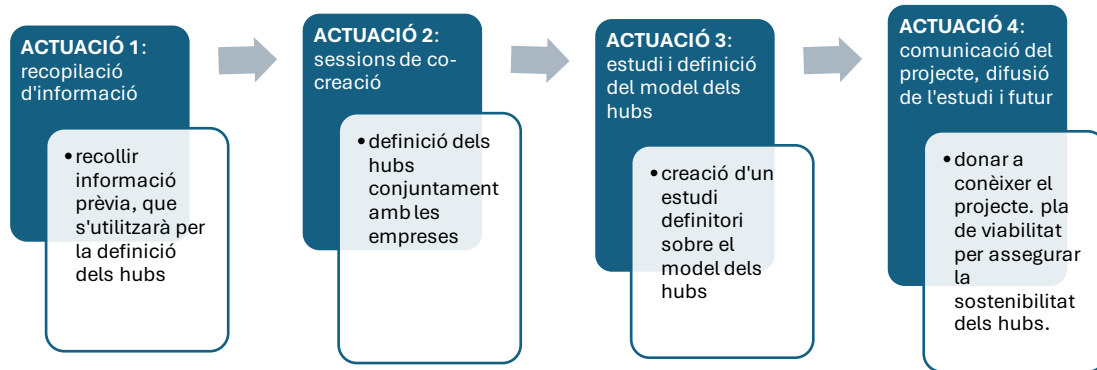 ACTUACIÓ 1:
recopilació
d'informació
•recollir
informació
prèvia, que
s'utilitzarà per
la definició
dels hubs
ACTUACIÓ 2:
sessions de co-
creació
•definició dels
hubs
conjuntament
amb les
empreses
ACTUACIÓ 3:
estudi i definició
del model dels
hubs
•creació d'un
estudi
definitori
sobre el
model dels
hubs
ACTUACIÓ 4:
comunicació del
projecte, difusió
de l'estudi i futur
•donar a
conèixer el
projecte. pla
de viabilitat
per assegurar
la
sostenibilitat
dels hubs.